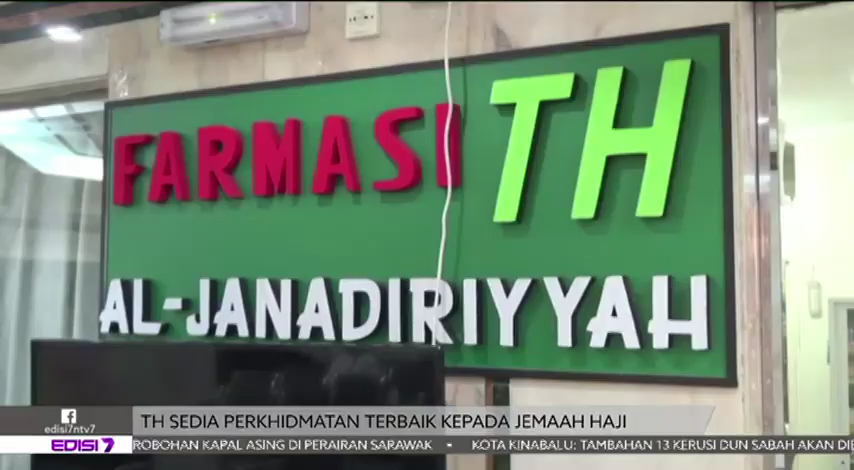 FARMASI TH
AL-JANADIRIYYAH
TH SEDIA PERKHIDMATAN TERBAIK KEPADA JEMAAH HAJI
edisi7ntv7
EDISI 7
ROBOHAN KAPAL ASING DI PERAIRAN SARAWAK • KOTA KINABALU: TAMBAHAN 13 KERUSI DUN SABAH AKAN